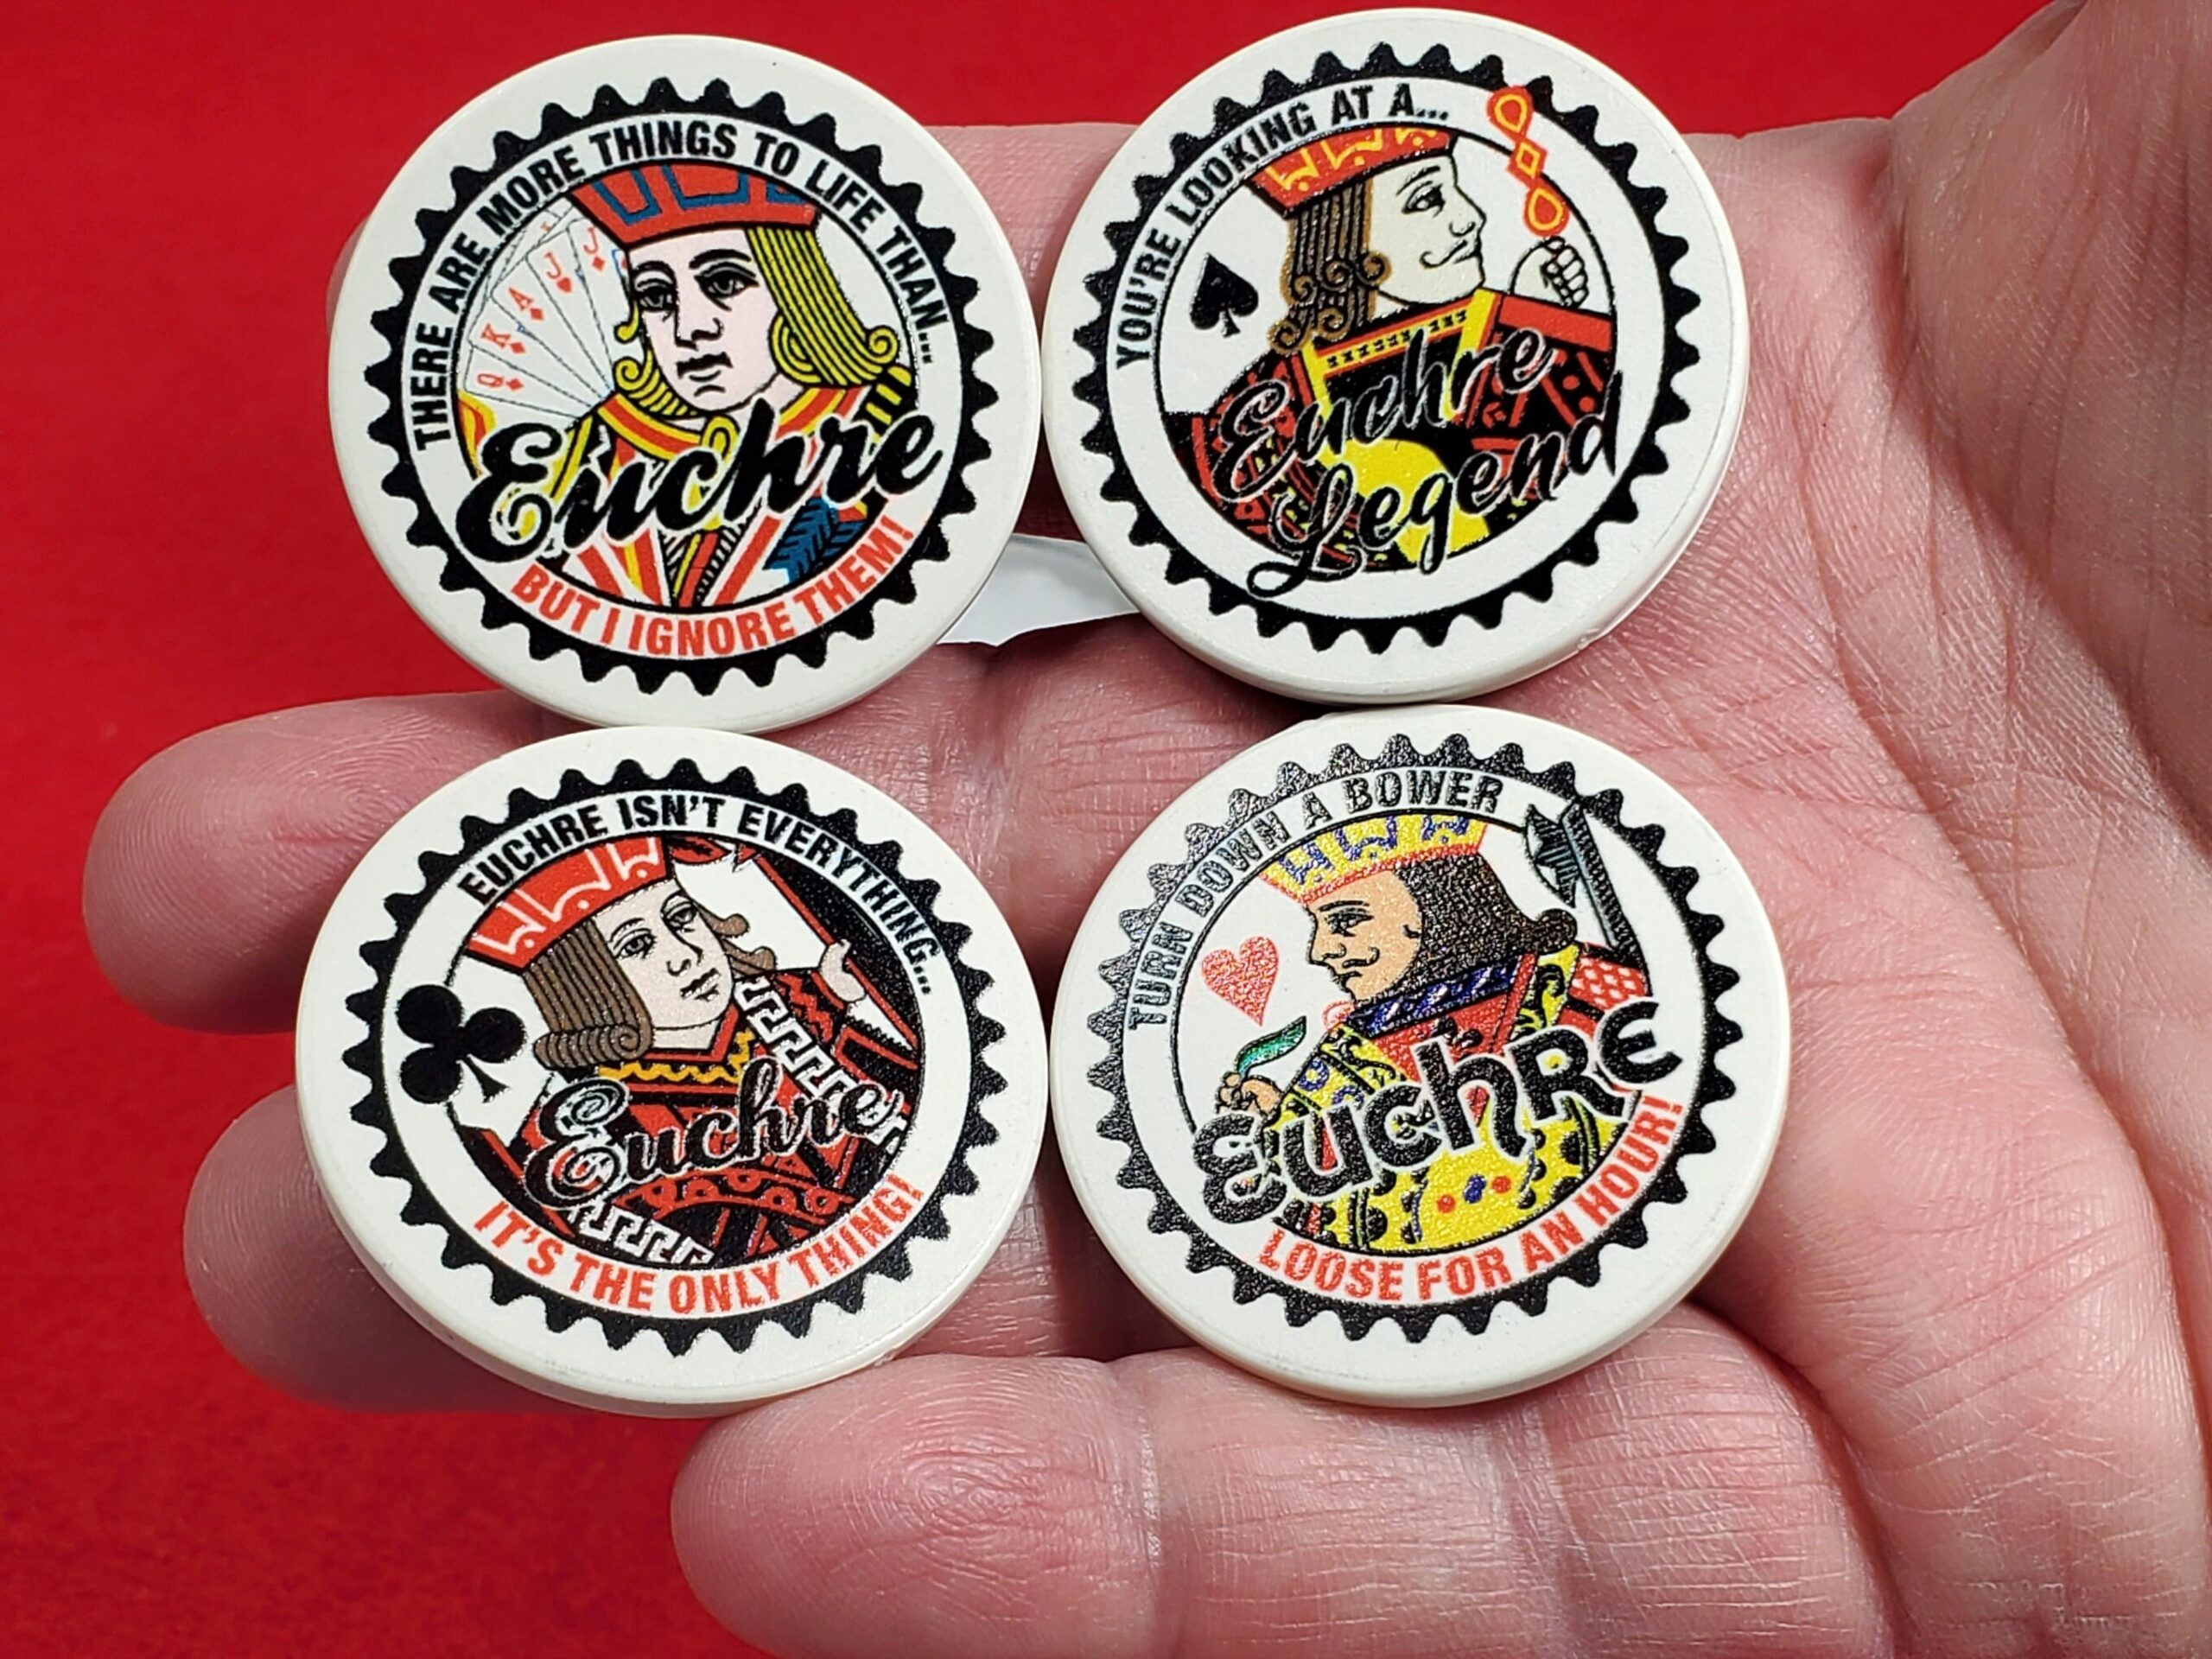 THERE ARE MORE THINGS TO LIFE THAN...
Q
K
A
J
J
Euchre
BUT I IGNORE THEM!
YOU'RE LOOKING AT A...
Euchre
Legend
EUCHRE ISN'T EVERYTHING...
Euchre
IT'S THE ONLY THING!
TURN DOWN A BOWER
EuchRE
LOOSE FOR AN HOUR!